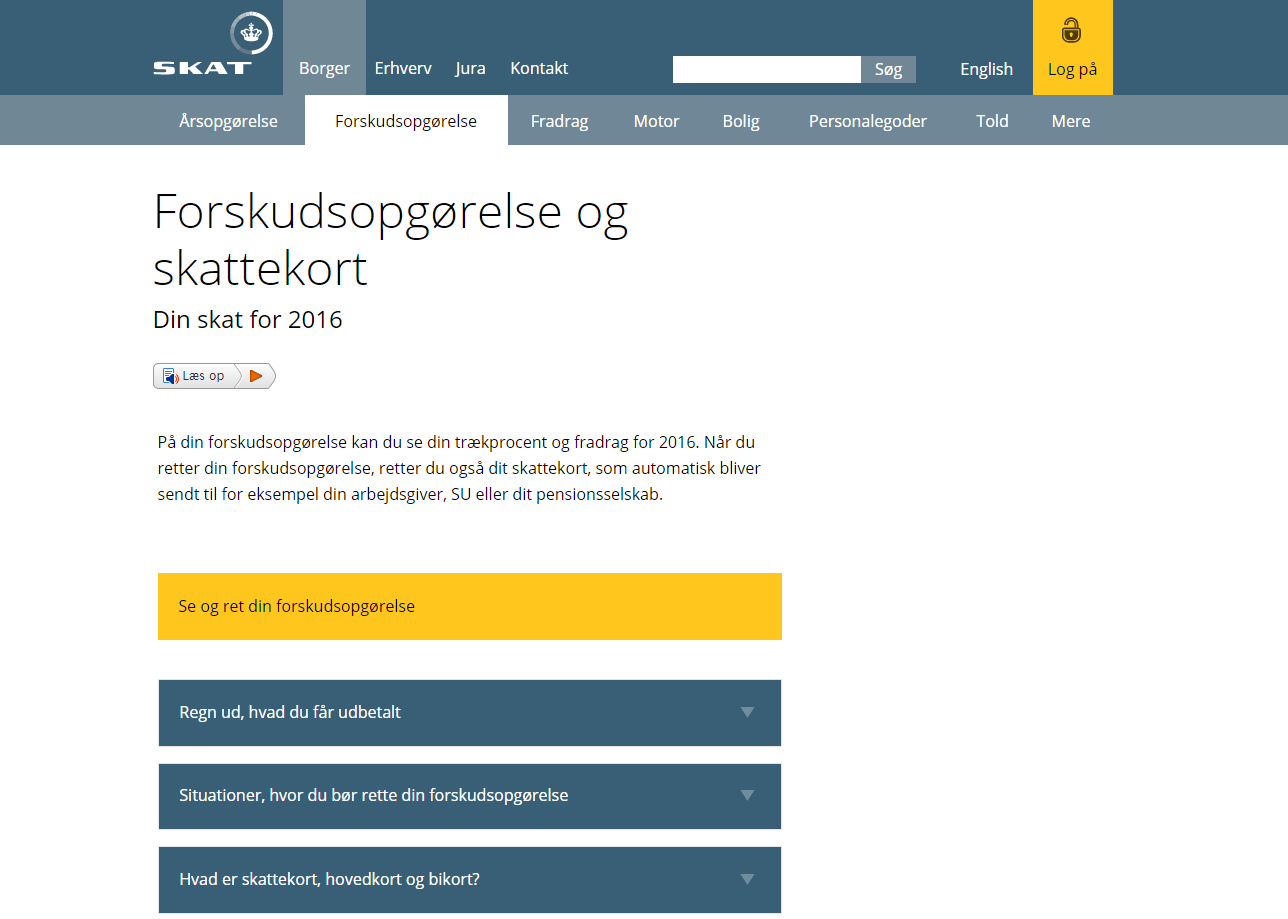 SKAT
Borger
Erhverv
Jura
Kontakt
Søg
English
Log på
Årsopgørelse
Forskudsopgørelse
Fradrag
Motor
Bolig
Personalegoder
Told
Mere
Forskudsopgørelse og
skattekort
Din skat for 2016
Læs op
På din forskudsopgørelse kan du se din trækprocent og fradrag for 2016. Når du
retter din forskudsopgørelse, retter du også dit skattekort, som automatisk bliver
sendt til for eksempel din arbejdsgiver, SU eller dit pensionsselskab.
Se og ret din forskudsopgørelse
Regn ud, hvad du får udbetalt
Situationer, hvor du bør rette din forskudsopgørelse
Hvad er skattekort, hovedkort og bikort?